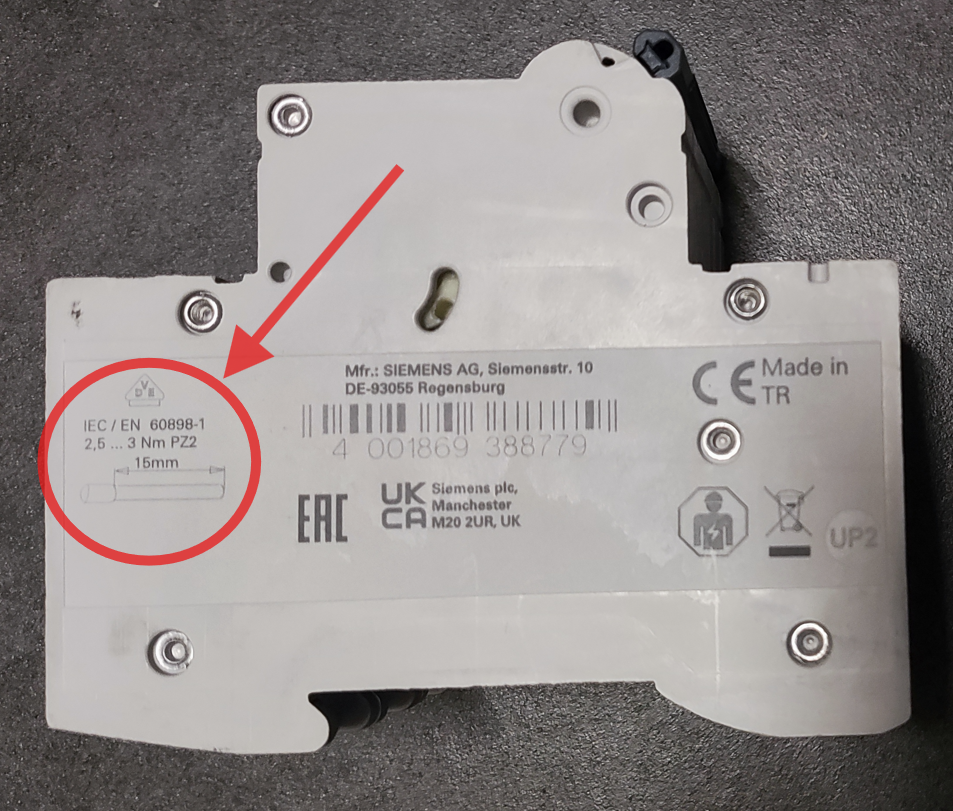 VDE
IEC / EN 60898-1
2,5 ... 3 Nm PZ2
15mm
Mfr.: SIEMENS AG, Siemensstr. 10
DE-93055 Regensburg
4 001869 388779
EAC
UK
CA
Siemens plc,
Manchester
M20 2UR, UK
CE
Made in
TR
UP2